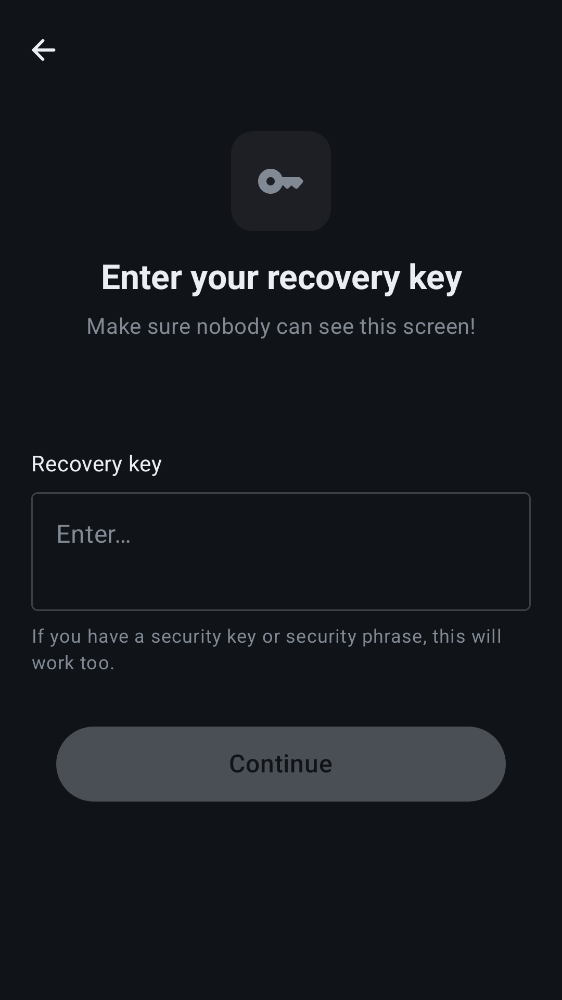 Enter your recovery key
Make sure nobody can see this screen!
Recovery key
Enter…
If you have a security key or security phrase, this will
work too.
Continue